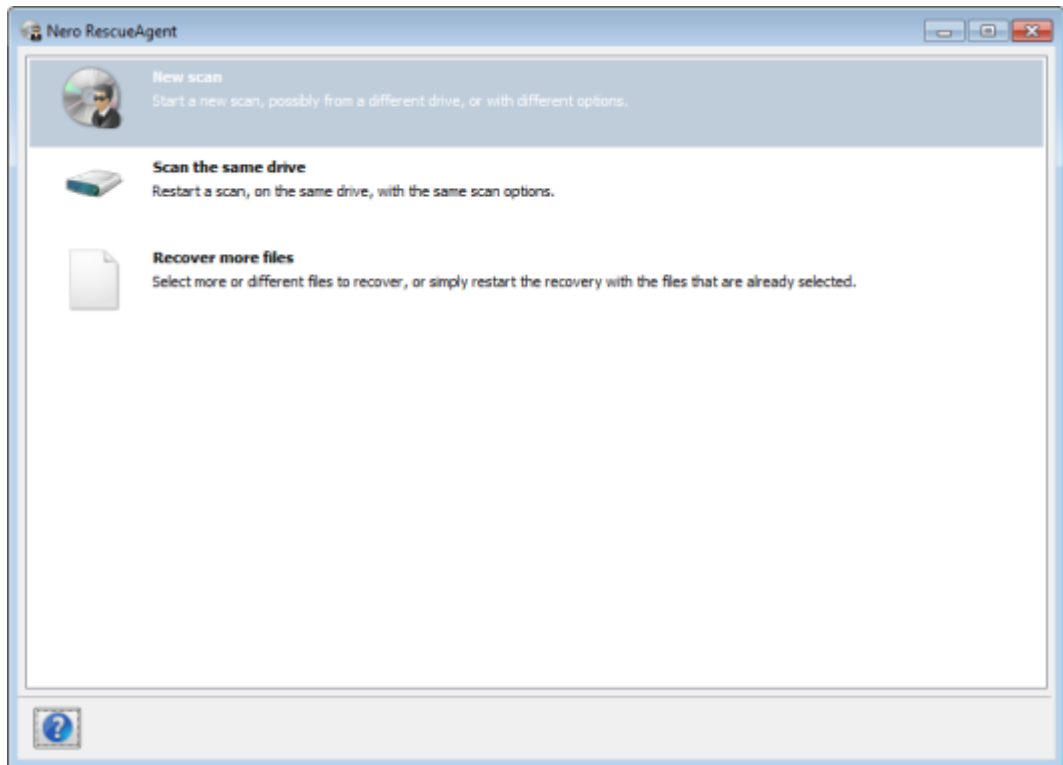 Nero RescueAgent
New scan
Start a new scan, possibly from a different drive, or with different options.
Scan the same drive
Restart a scan, on the same drive, with the same scan options.
Recover more files
Select more or different files to recover, or simply restart the recovery with the files that are already selected.
?